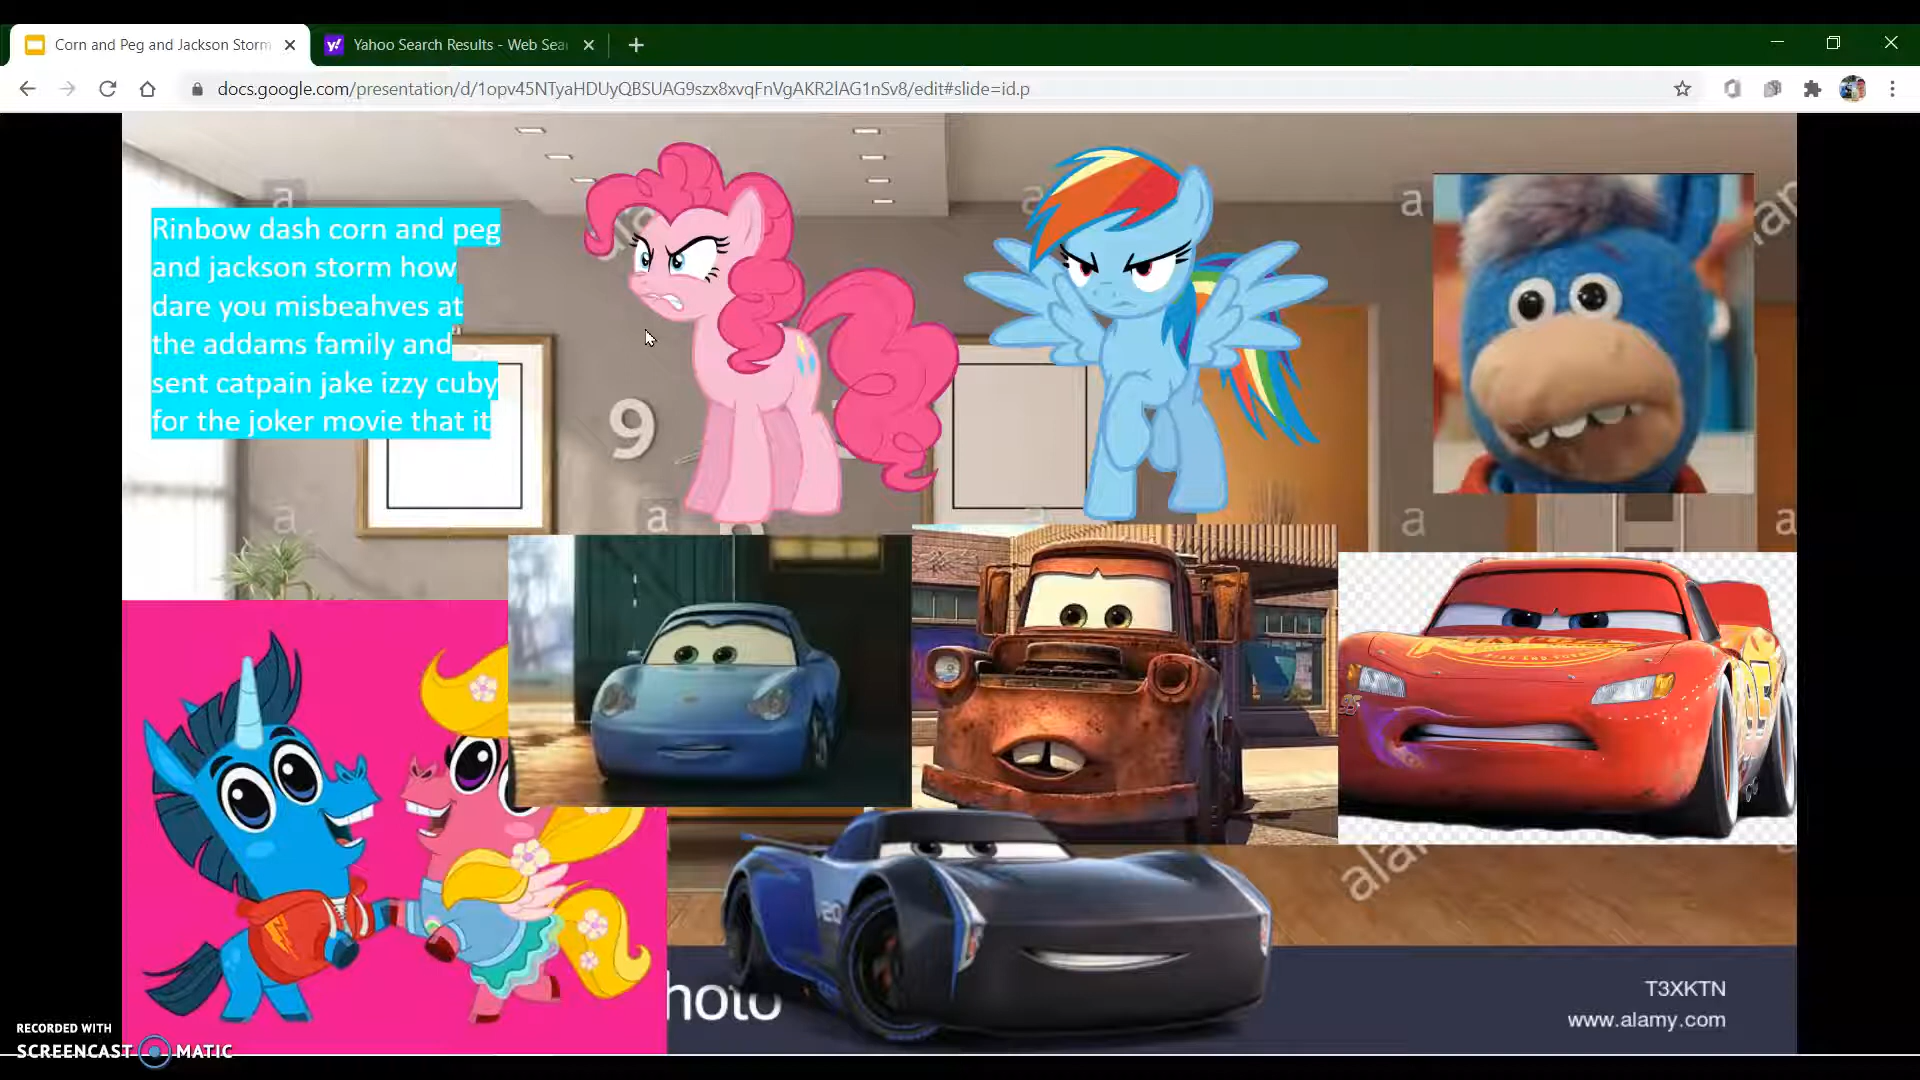 Corn and Peg and Jackson Storm
Yahoo Search Results - Web Sea
docs.google.com/presentation/d/1opv45NTyaHDUyQBSUAG9szx8xvqFnVgAKR2lAG1nSv8/edit#slide=id.p
Rinbow dash corn and peg
and jackson storm how
dare you misbeahves at
the addams family and
sent catpain jake izzy cuby
for the joker movie that it
9
a
a
a
a
a
a
20
hoto
T3XKTN
www.alamy.com
RECORDED WITH
SCREENCAST MATIC